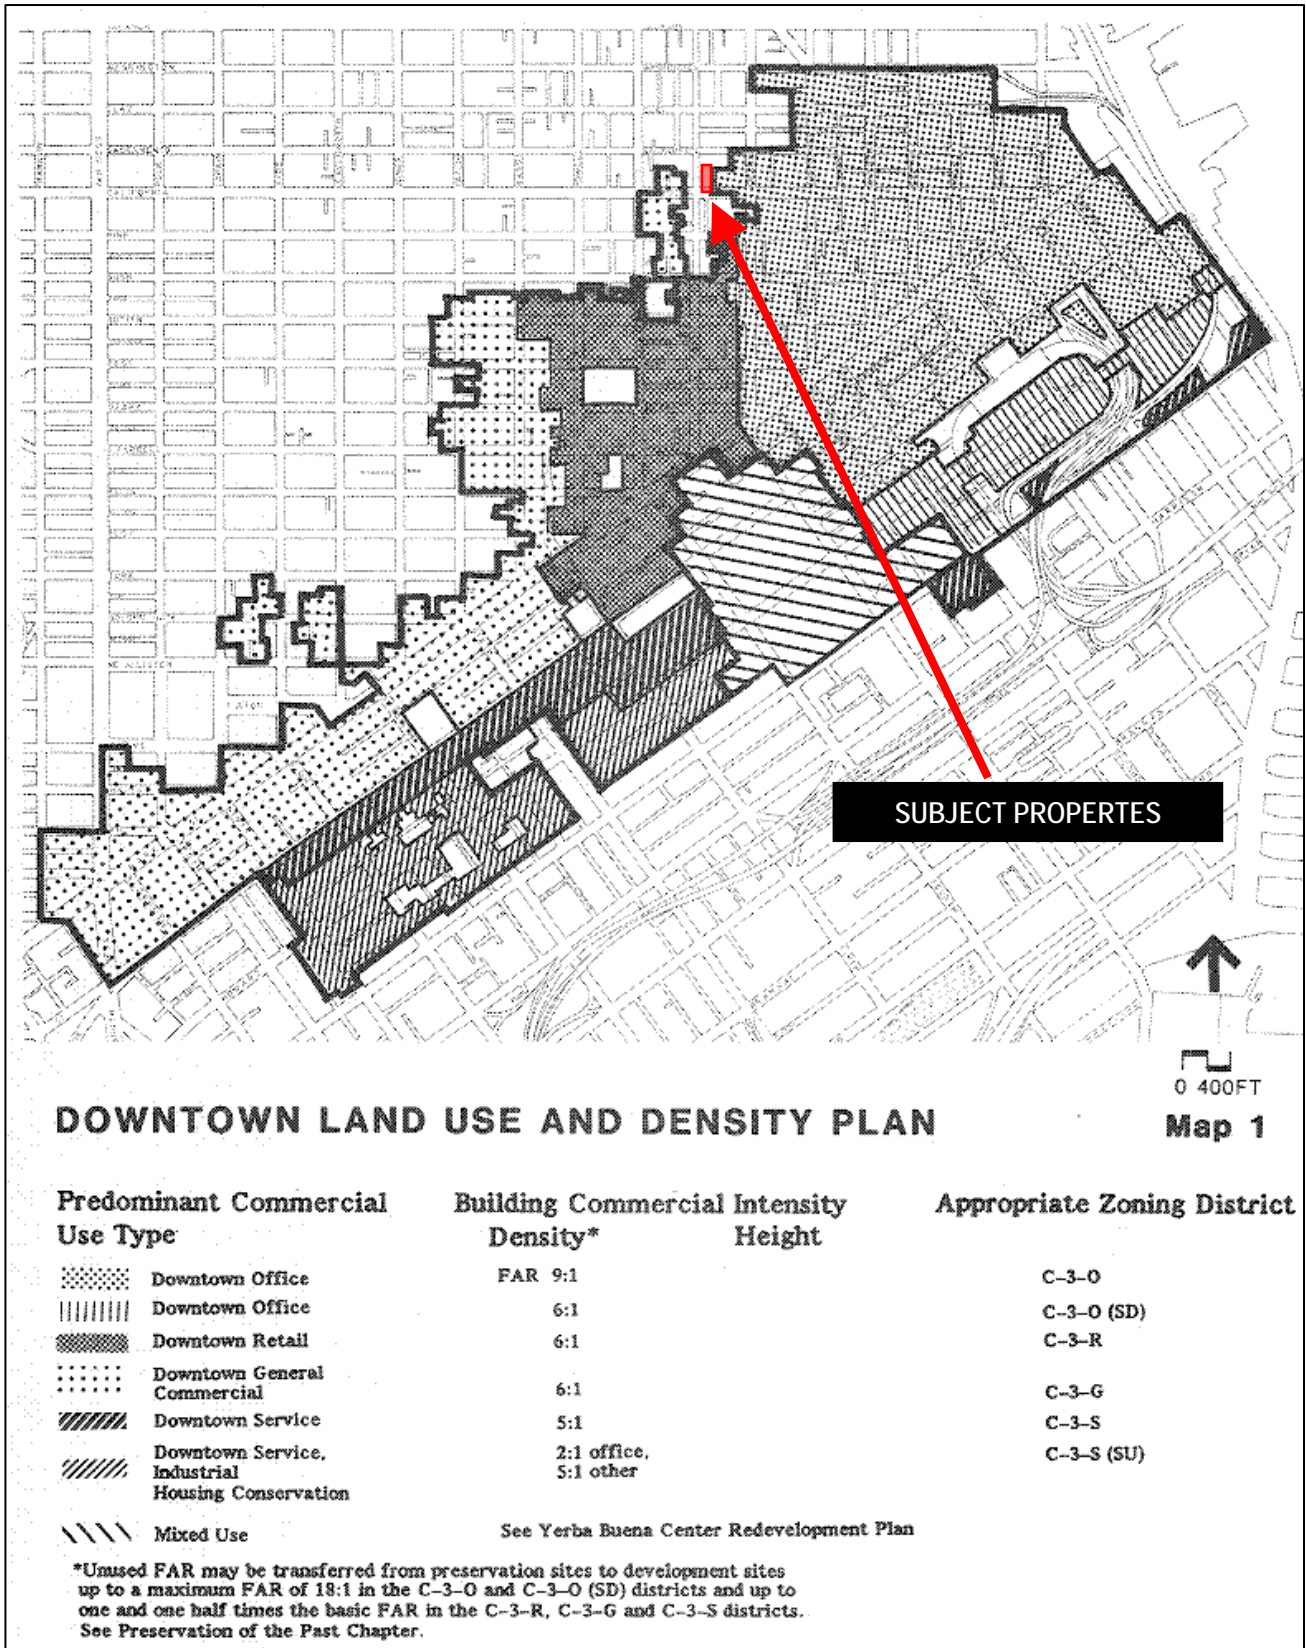 SUBJECT PROPERTES
0 400FT
DOWNTOWN LAND USE AND DENSITY PLAN
Map 1
Predominant Commercial Use Type
Building Commercial Intensity
Density* Height
Appropriate Zoning District
Downtown Office FAR 9:1 C-3-O
Downtown Office 6:1 C-3-O (SD)
Downtown Retail 6:1 C-3-R
Downtown General
Commercial 6:1 C-3-G
Downtown Service 5:1 C-3-S
Downtown Service, 2:1 office, C-3-S (SU)
Industrial 5:1 other
Housing Conservation
Mixed Use See Yerba Buena Center Redevelopment Plan
*Unused FAR may be transferred from preservation sites to development sites
up to a maximum FAR of 18:1 in the C-3-O and C-3-O (SD) districts and up to
one and one half times the basic FAR in the C-3-R, C-3-G and C-3-S districts.
See Preservation of the Past Chapter.